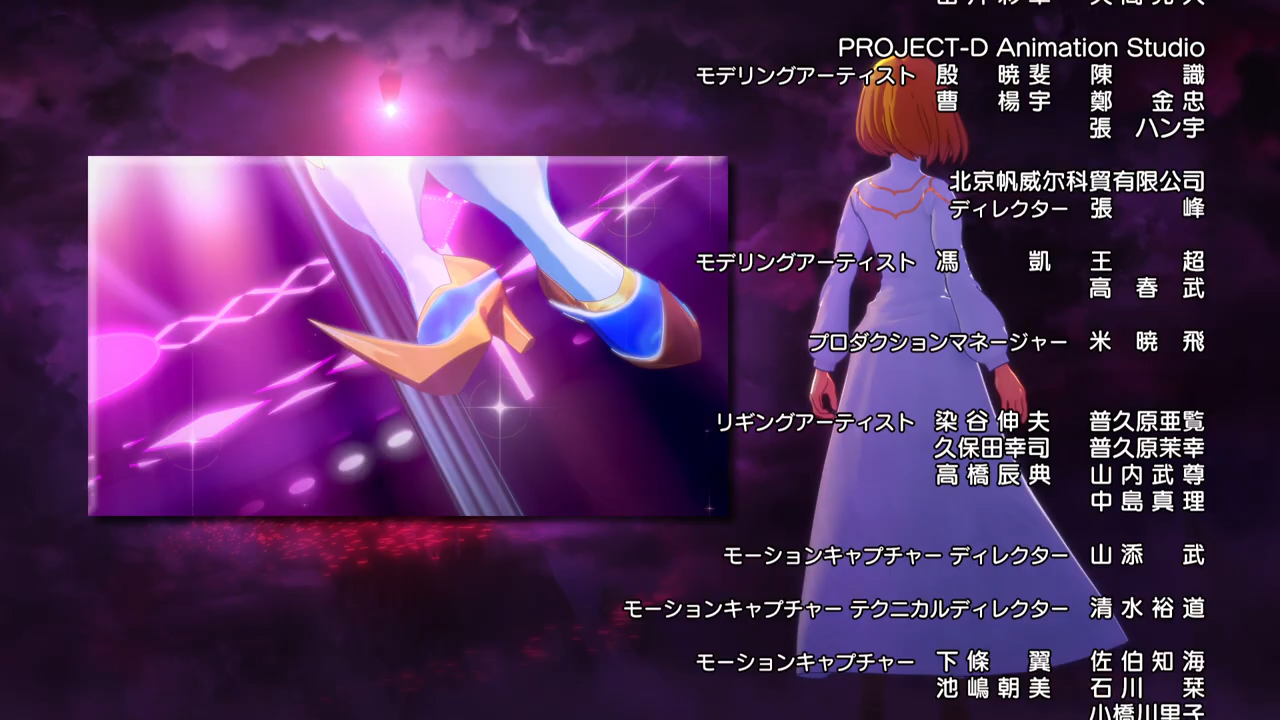 PROJECT-D Animation Studio
モデリングアーティスト 殷 暁斐 陳 識
曹 楊宇 鄭 金忠
張 ハン宇
北京帆威尔科貿有限公司
ディレクター 張 峰
モデリングアーティスト 馮 凱 王 超
高 春 武
プロダクションマネージャー 米 暁 飛
リギングアーティスト 染谷伸夫 普久原亜覧
久保田幸司 普久原茉幸
高橋辰典 山内武尊
中島真理
モーションキャプチャー ディレクター 山添 武
モーションキャプチャー テクニカルディレクター 清水裕道
モーションキャプチャー 下條 翼 佐伯知海
池嶋朝美 石川 栞
小橋川里子